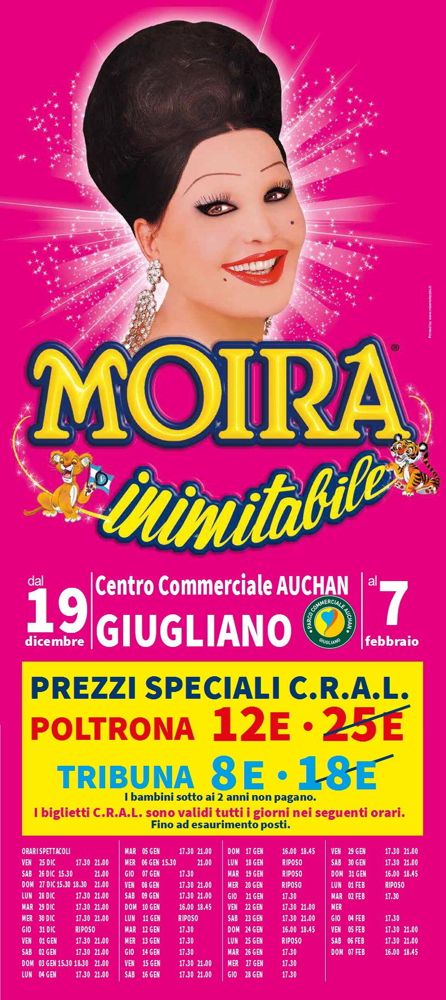 Printed by: www.robertofazzini.it
MOIRA®
inimitabile
dal
19
dicembre
Centro Commerciale AUCHAN
GIUGLIANO
• PARCO COMMERCIALE AUCHAN •
GIUGLIANO
al
7
febbraio
PREZZI SPECIALI C.R.A.L.
POLTRONA 12E • 25E
TRIBUNA 8E • 18E
I bambini sotto ai 2 anni non pagano.
I biglietti C.R.A.L. sono validi tutti i giorni nei seguenti orari.
Fino ad esaurimento posti.
ORARI SPETTACOLI
VEN 25 DIC 17.30 21.00
SAB 26 DIC 15.30 21.00
DOM 27 DIC 15.30 18.30 21.00
LUN 28 DIC 17.30 21.00
MAR 29 DIC 17.30 21.00
MER 30 DIC 17.30 21.00
GIO 31 DIC RIPOSO
VEN 01 GEN 17.30 21.00
SAB 02 GEN 17.30 21.00
DOM 03 GEN 15.30 18.30 21.00
LUN 04 GEN 17.30 21.00
MAR 05 GEN 17.30 21.00
MER 06 GEN 15.30 21.00
GIO 07 GEN 17.30
VEN 08 GEN 17.30 21.00
SAB 09 GEN 17.30 21.00
DOM 10 GEN 16.00 18.45
LUN 11 GEN RIPOSO
MAR 12 GEN 17.30
MER 13 GEN 17.30
GIO 14 GEN 17.30
VEN 15 GEN 17.30 21.00
SAB 16 GEN 17.30 21.00
DOM 17 GEN 16.00 18.45
LUN 18 GEN RIPOSO
MAR 19 GEN RIPOSO
MER 20 GEN RIPOSO
GIO 21 GEN 17.30
VEN 22 GEN 17.30 21.00
SAB 23 GEN 17.30 21.00
DOM 24 GEN 16.00 18.45
LUN 25 GEN RIPOSO
MAR 26 GEN 17.30
MER 27 GEN 17.30
GIO 28 GEN 17.30
VEN 29 GEN 17.30 21.00
SAB 30 GEN 17.30 21.00
DOM 31 GEN 16.00 18.45
LUN 01 FEB RIPOSO
MAR 02 FEB 17.30
MER
GIO 04 FEB 17.30
VEN 05 FEB 17.30 21.00
SAB 06 FEB 17.30 21.00
DOM 07 FEB 16.00 18.45